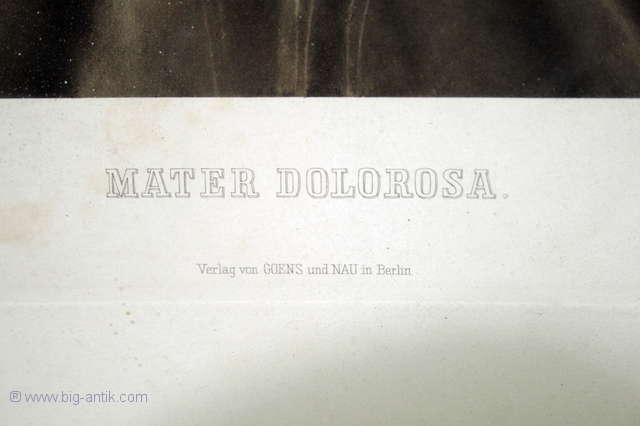 MATER DOLOROSA.
Verlag von GOENS und NAU in Berlin
® www.big-antik.com